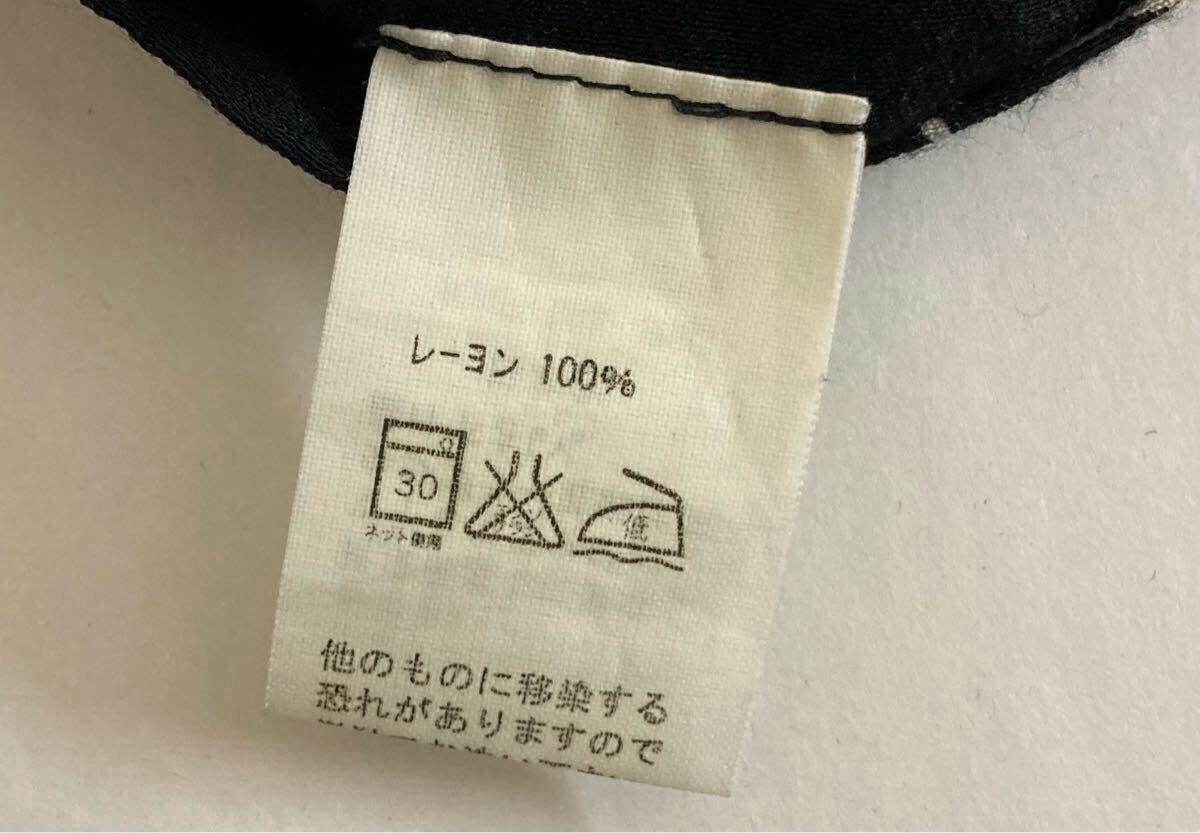 レーヨン 100%
30
ネット使用
他のものに移染する
恐れがありますので